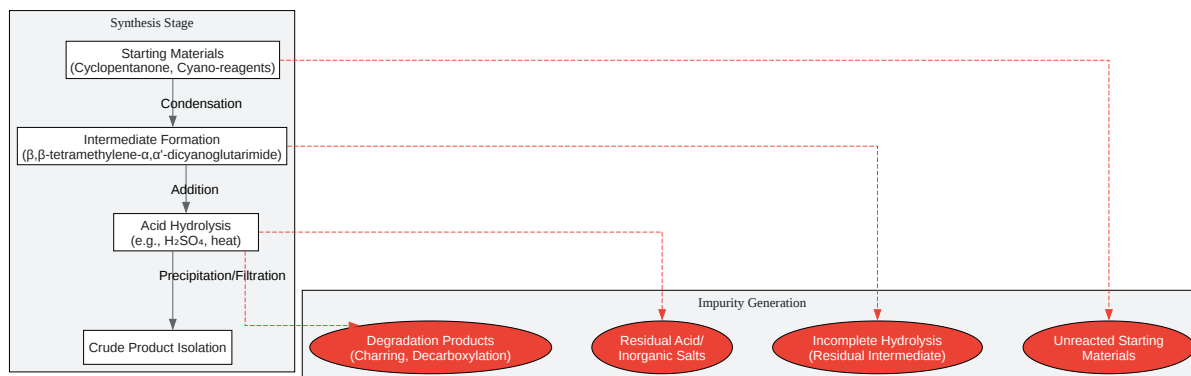 Synthesis Stage
Starting Materials
(Cyclopentanone, Cyano-reagents)
Condensation
Intermediate Formation
(β,β-tetramethylene-α,α'-dicyanoglutarimide)
Addition
Acid Hydrolysis
(e.g., H₂SO₄, heat)
Precipitation/Filtration
Crude Product Isolation
Impurity Generation
Degradation Products
(Charring, Decarboxylation)
Residual Acid/
Inorganic Salts
Incomplete Hydrolysis
(Residual Intermediate)
Unreacted Starting
Materials